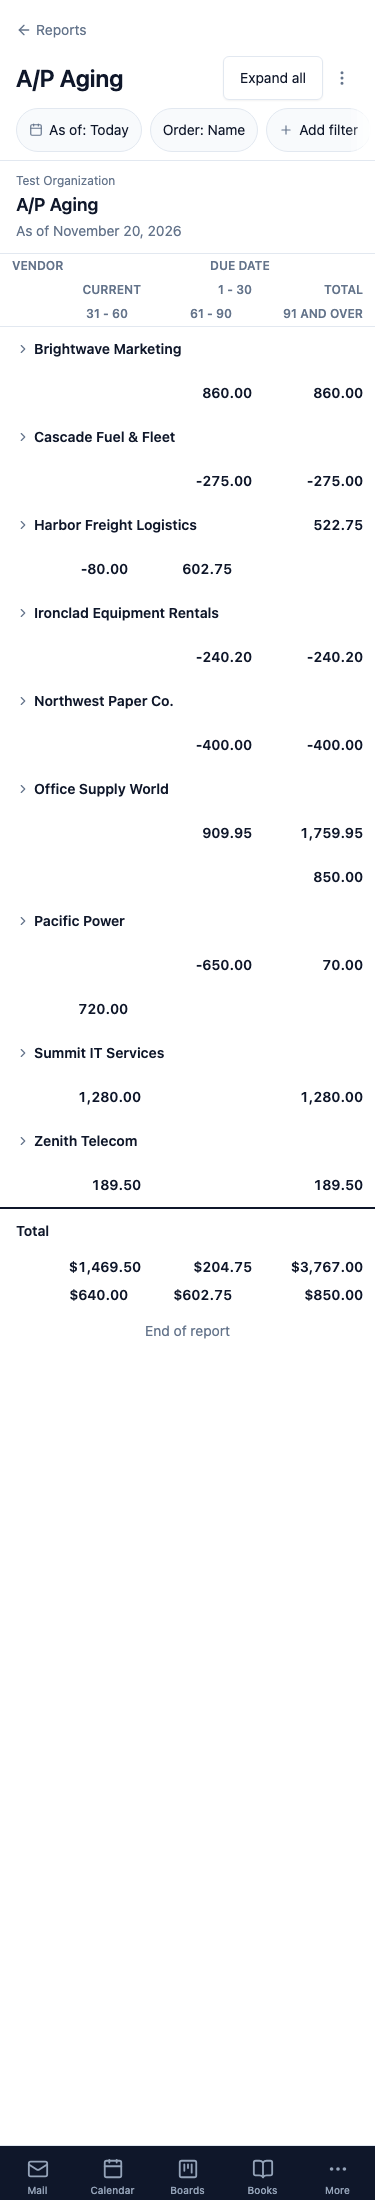 Reports
A/P Aging
Expand all
As of: Today
Order: Name
Add filter
Test Organization
A/P Aging
As of November 20, 2026
VENDOR DUE DATE
CURRENT 1 - 30 TOTAL
31 - 60 61 - 90 91 AND OVER
Brightwave Marketing
860.00 860.00
Cascade Fuel & Fleet
-275.00 -275.00
Harbor Freight Logistics 522.75
-80.00 602.75
Ironclad Equipment Rentals
-240.20 -240.20
Northwest Paper Co.
-400.00 -400.00
Office Supply World
909.95 1,759.95
850.00
Pacific Power
-650.00 70.00
720.00
Summit IT Services
1,280.00 1,280.00
Zenith Telecom
189.50 189.50
Total
$1,469.50 $204.75 $3,767.00
$640.00 $602.75 $850.00
End of report
Mail Calendar Boards Books More